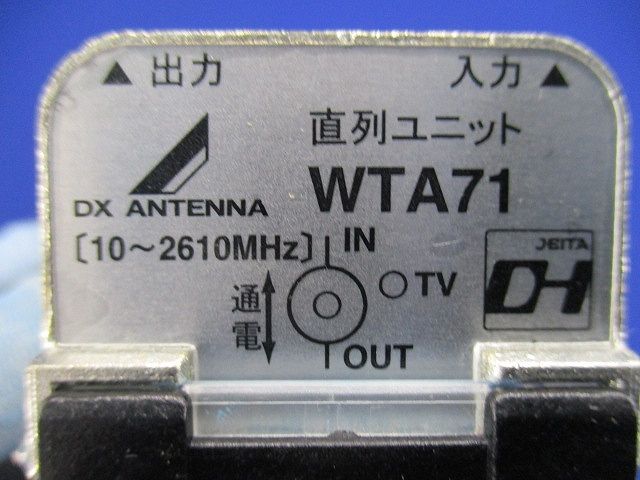 ▲ 出力 入力 ▲
直列ユニット
DX ANTENNA WTA71
〔10～2610MHz〕 IN
JEITA
DH
通電 TV
OUT